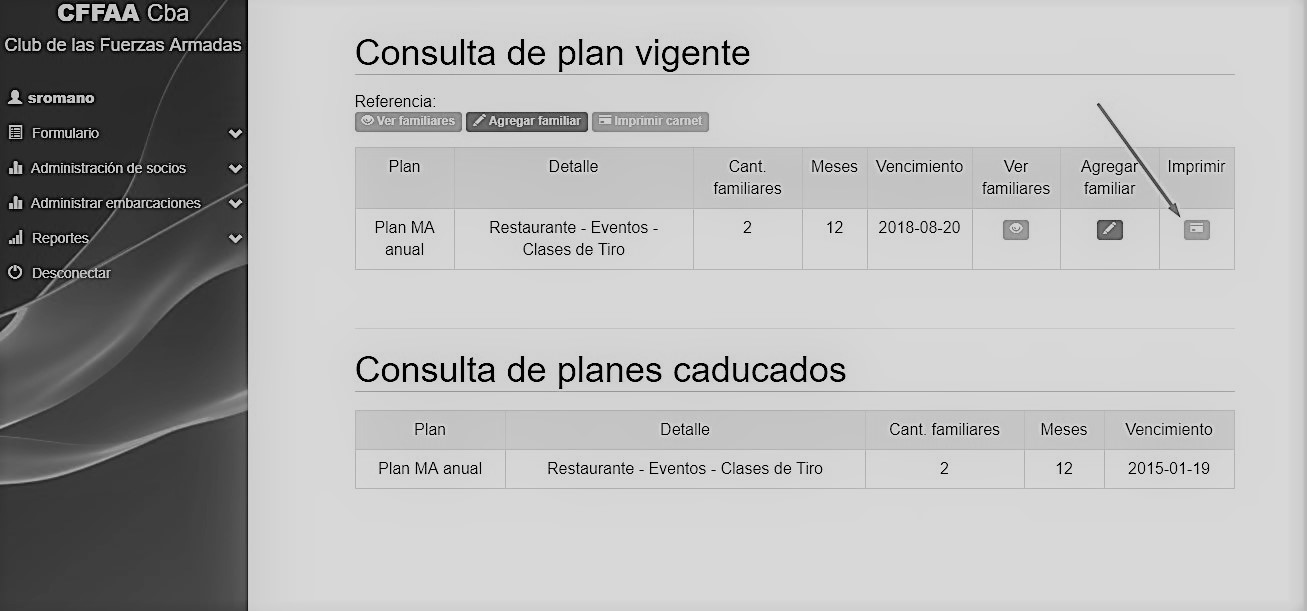 CFFAA Cba
Club de las Fuerzas Armadas
sromano
Formulario
Administración de socios
Administrar embarcaciones
Reportes
Desconectar
Consulta de plan vigente
Referencia:
Ver familiares Agregar familiar Imprimir carnet
Plan Detalle Cant. familiares Meses Vencimiento Ver familiares Agregar familiar Imprimir
Plan MA anual Restaurante - Eventos - Clases de Tiro 2 12 2018-08-20
Consulta de planes caducados
Plan Detalle Cant. familiares Meses Vencimiento
Plan MA anual Restaurante - Eventos - Clases de Tiro 2 12 2015-01-19